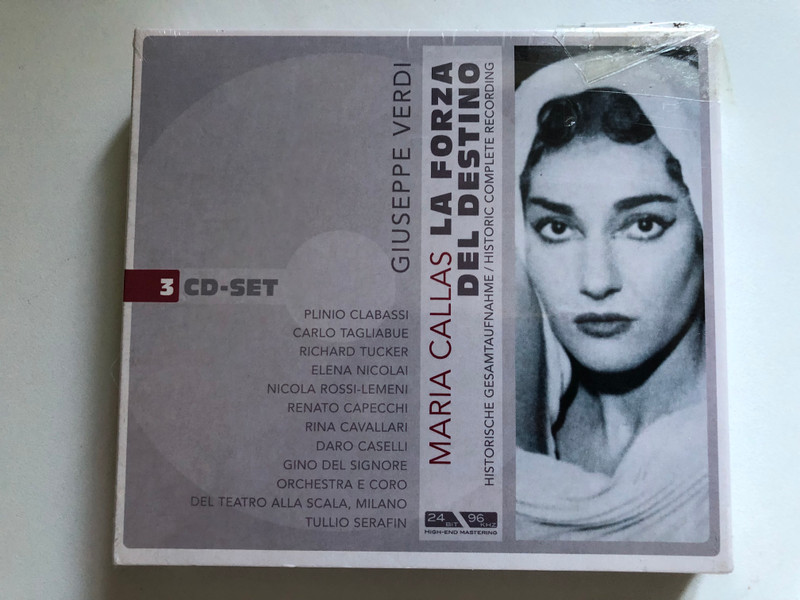 GIUSEPPE VERDI
MARIA CALLAS LA FORZA
DEL DESTINO
HISTORISCHE GESAMTAUFNAHME / HISTORIC COMPLETE RECORDING
3 CD-SET
PLINIO CLABASSI
CARLO TAGLIABUE
RICHARD TUCKER
ELENA NICOLAI
NICOLA ROSSI-LEMENI
RENATO CAPECCHI
RINA CAVALLARI
DARO CASELLI
GINO DEL SIGNORE
ORCHESTRA E CORO
DEL TEATRO ALLA SCALA, MILANO
TULLIO SERAFIN
24 BIT 96 KHZ
HIGH-END MASTERING